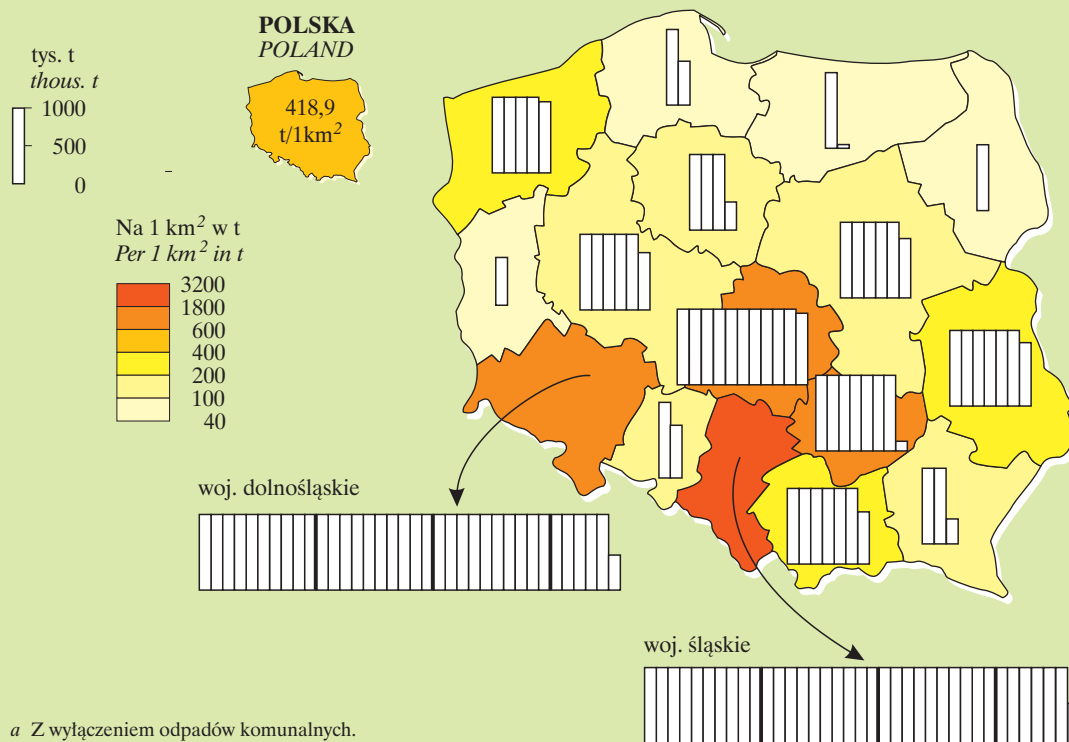 POLSKA
POLAND
tys. t
thous. t
1000
500
0
418,9
t/1km²
Na 1 km² w t
Per 1 km² in t
3200
1800
600
400
200
100
40
woj. dolnośląskie
woj. śląskie
a Z wyłączeniem odpadów komunalnych.